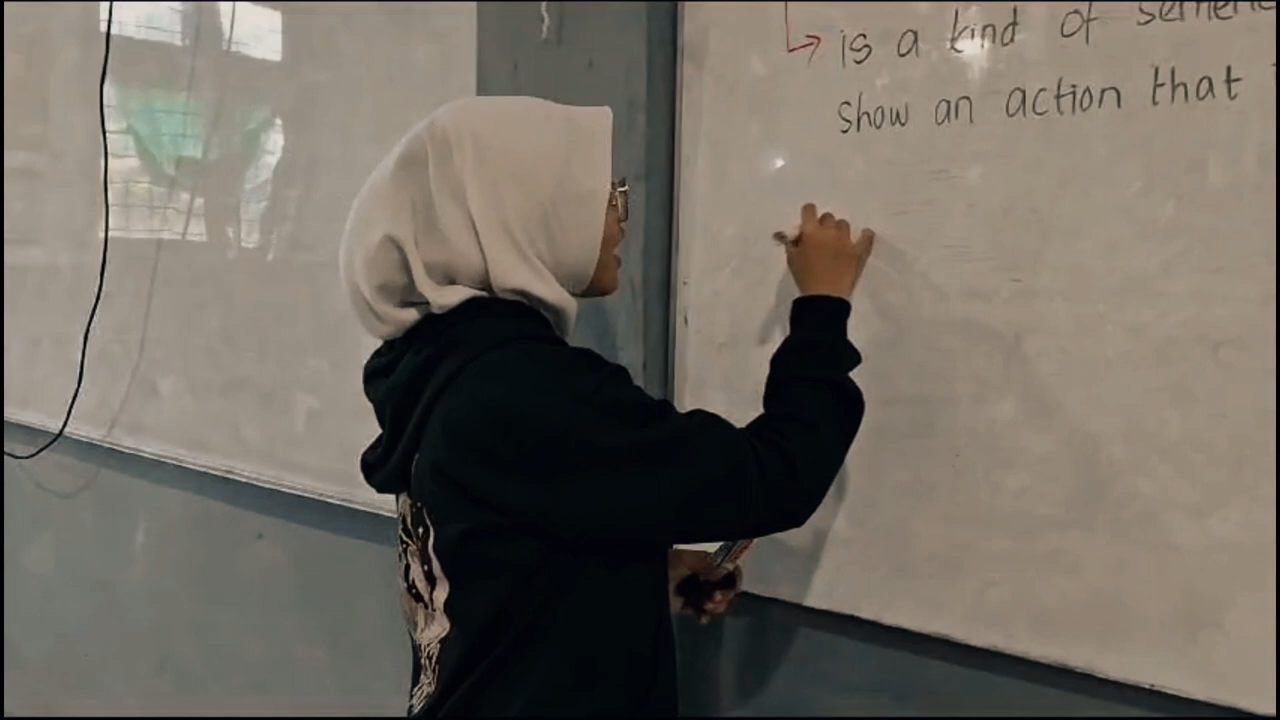 is a kind of
show an action that